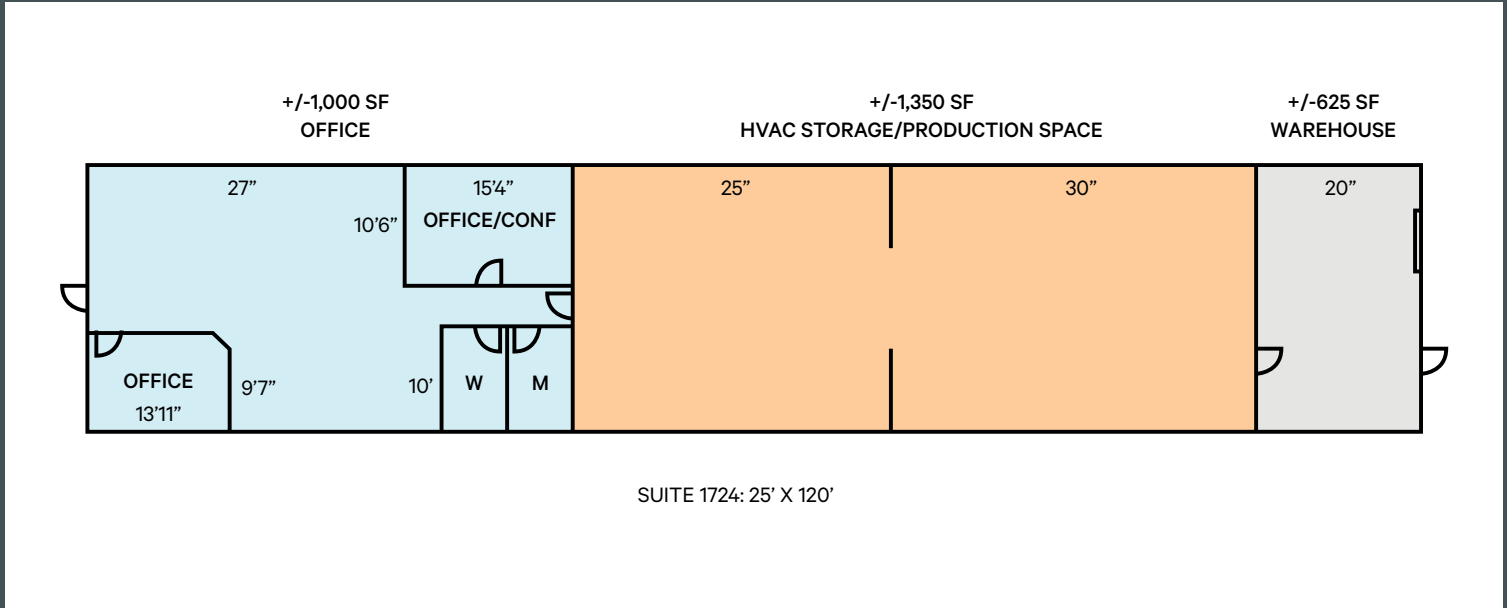 +/-1,000 SF
OFFICE
+/-1,350 SF
HVAC STORAGE/PRODUCTION SPACE
+/-625 SF
WAREHOUSE
27”
15’4”
25”
30”
20”
10’6”
OFFICE/CONF
OFFICE
13’11”
9’7”
10’
W
M
SUITE 1724: 25’ X 120’